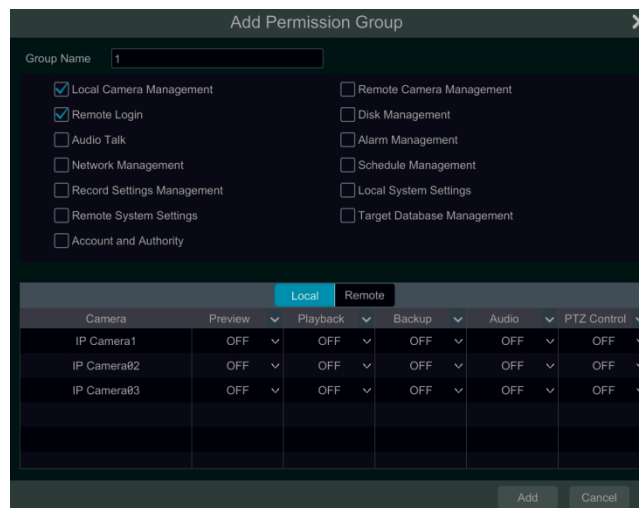 Add Permission Group
Group Name 1
Local Camera Management Remote Camera Management
Remote Login Disk Management
Audio Talk Alarm Management
Network Management Schedule Management
Record Settings Management Local System Settings
Remote System Settings Target Database Management
Account and Authority
Local Remote
Camera Preview Playback Backup Audio PTZ Control
IP Camera1 OFF OFF OFF OFF OFF
IP Camera02 OFF OFF OFF OFF OFF
IP Camera03 OFF OFF OFF OFF OFF
Add Cancel